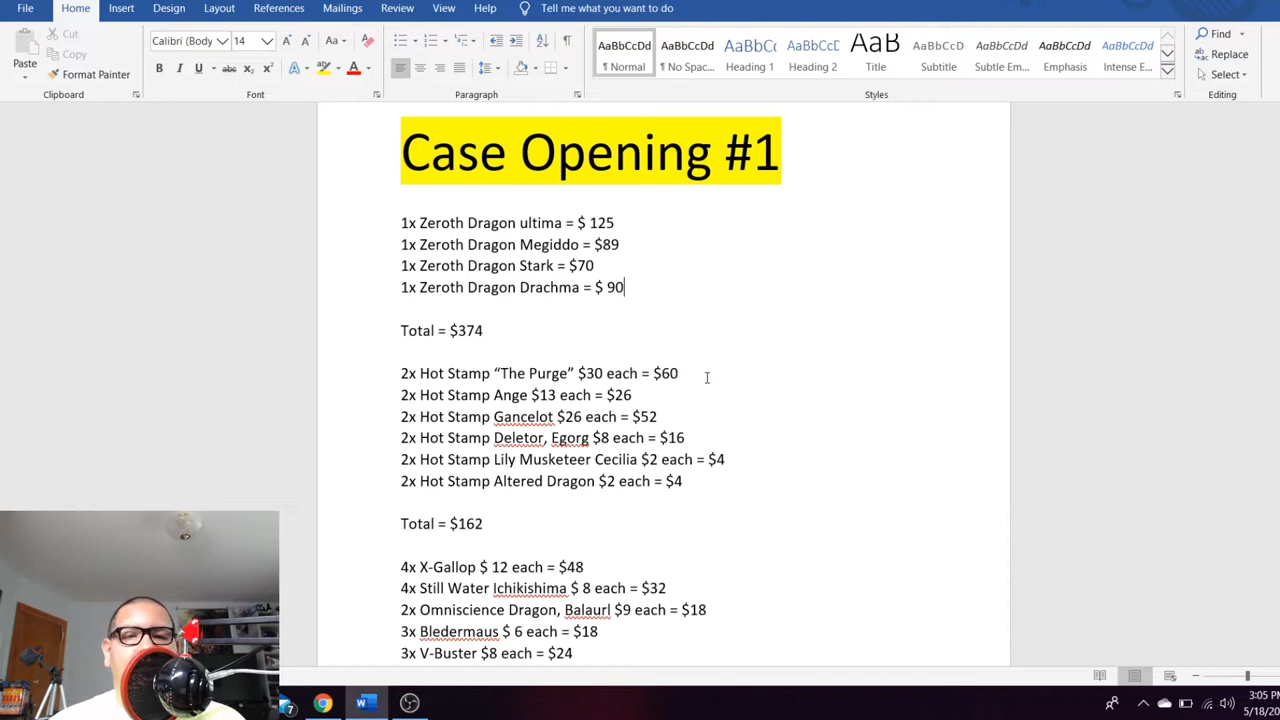 File Home Insert Design Layout References Mailings Review View Help Tell me what you want to do
Cut
Copy
Paste
Format Painter
Clipboard
Calibri (Body 14
Font
Paragraph
AaBbCcDd AaBbCcDd AaBbCc AaBbCcD AaB AaBbCcD AaBbCcDd AaBbCcDd AaBbCcDd
¶ Normal ¶ No Spac... Heading 1 Heading 2 Title Subtitle Subtle Em... Emphasis Intense E...
Styles
Find
Replace
Select
Editing
Case Opening #1
1x Zeroth Dragon ultima = $ 125
1x Zeroth Dragon Megiddo = $89
1x Zeroth Dragon Stark = $70
1x Zeroth Dragon Drachma = $ 90
Total = $374
2x Hot Stamp “The Purge” $30 each = $60
2x Hot Stamp Ange $13 each = $26
2x Hot Stamp Gancelot $26 each = $52
2x Hot Stamp Deletor, Egorg $8 each = $16
2x Hot Stamp Lily Musketeer Cecilia $2 each = $4
2x Hot Stamp Altered Dragon $2 each = $4
Total = $162
4x X-Gallop $ 12 each = $48
4x Still Water Ichikishima $ 8 each = $32
2x Omniscience Dragon, Balaurl $9 each = $18
3x Bledermaus $ 6 each = $18
3x V-Buster $8 each = $24
3:05 PM
5/18/20